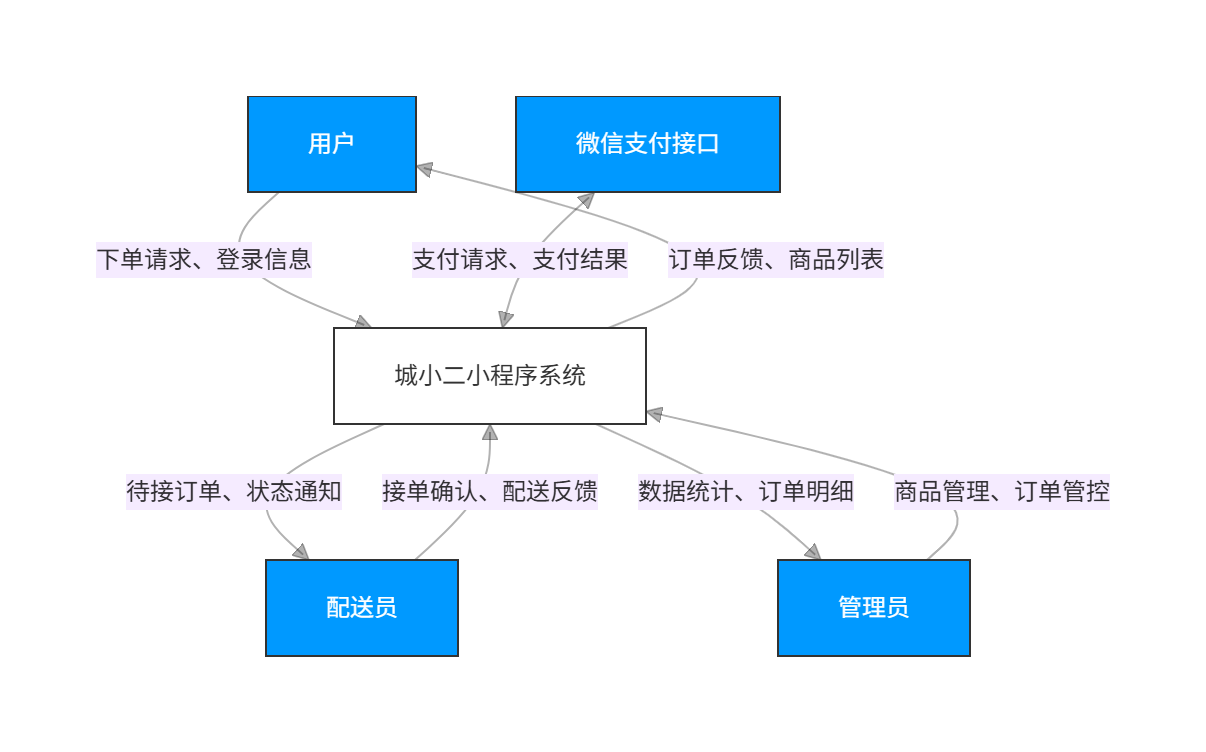 用户
微信支付接口
下单请求、登录信息
支付请求、支付结果
订单反馈、商品列表
城小二小程序系统
待接订单、状态通知
接单确认、配送反馈
数据统计、订单明细
商品管理、订单管控
配送员
管理员